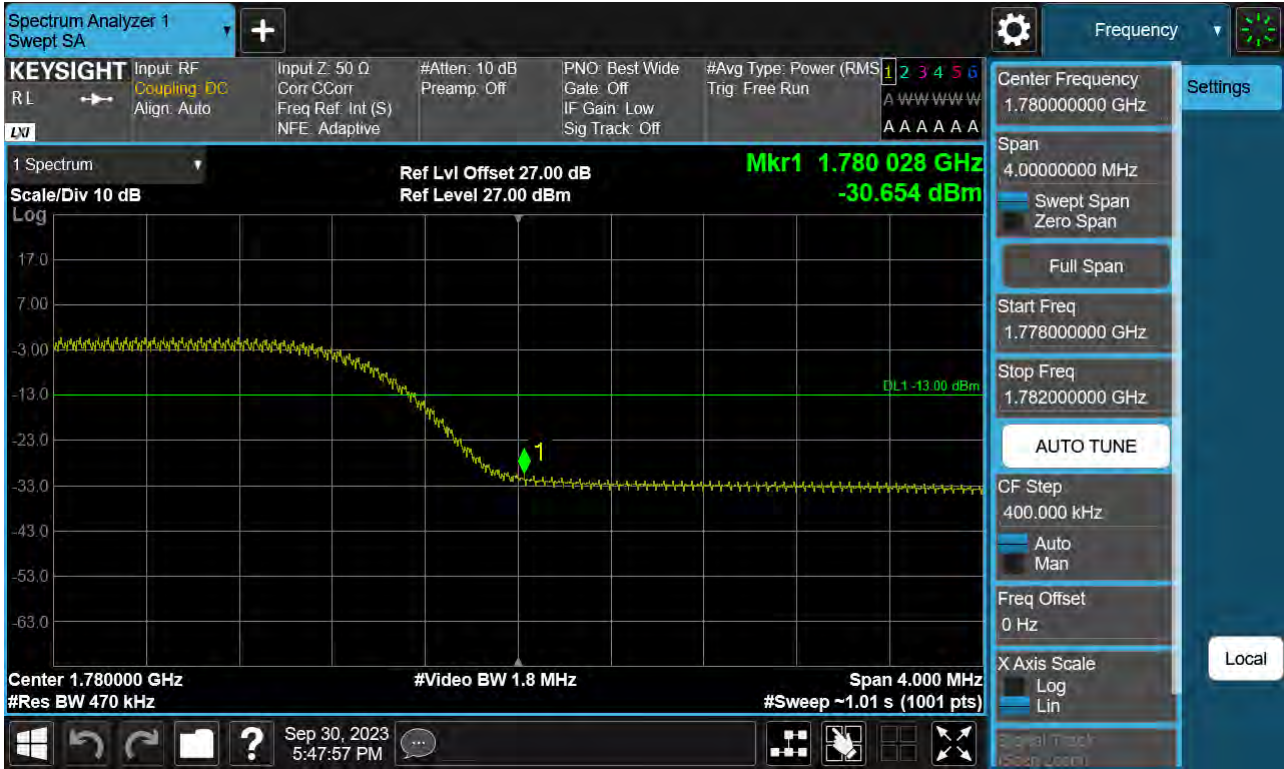 Spectrum Analyzer 1
Swept SA
+
Frequency
KEYSIGHT
RL
LXI
Input: RF
Coupling: DC
Align: Auto
Input Z: 50 Ω
Corr CCorr
Freq Ref: Int (S)
NFE: Adaptive
#Atten: 10 dB
Preamp: Off
PNO: Best Wide
Gate: Off
IF Gain: Low
Sig Track: Off
#Avg Type: Power (RMS
Trig: Free Run
1 2 3 4 5 6
A W W W W W
A A A A A A
1 Spectrum
Scale/Div 10 dB
Ref Lvl Offset 27.00 dB
Ref Level 27.00 dBm
Mkr1 1.780 028 GHz
-30.654 dBm
Log
17.0
7.00
-3.00
-13.0
-23.0
-33.0
-43.0
-53.0
-63.0
DL1 -13.00 dBm
1
Center 1.780000 GHz
#Res BW 470 kHz
#Video BW 1.8 MHz
Span 4.000 MHz
#Sweep ~1.01 s (1001 pts)
Center Frequency
1.780000000 GHz
Span
4.00000000 MHz
Swept Span
Zero Span
Full Span
Start Freq
1.778000000 GHz
Stop Freq
1.782000000 GHz
AUTO TUNE
CF Step
400.000 kHz
Auto
Man
Freq Offset
0 Hz
X Axis Scale
Log
Lin
Signal Track
(Span Zoom)
Settings
Local
?
Sep 30, 2023
5:47:57 PM